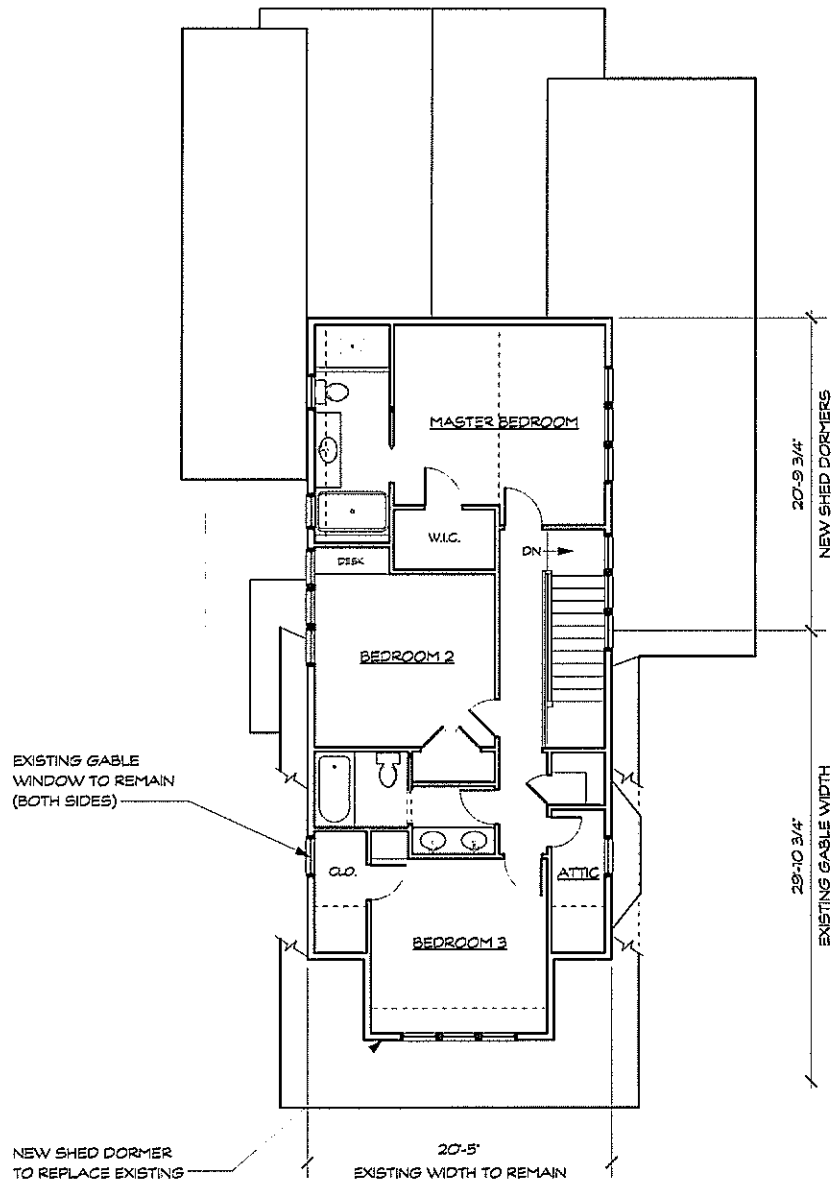 MASTER BEDROOM
W.I.C.
DN
DESK
BEDROOM 2
EXISTING GABLE
WINDOW TO REMAIN
(BOTH SIDES)
CLO.
ATTIC
BEDROOM 3
NEW SHED DORMER
TO REPLACE EXISTING
20'-5"
EXISTING WIDTH TO REMAIN
20'-9 3/4"
NEW SHED DORMERS
29'-10 3/4"
EXISTING GABLE WIDTH